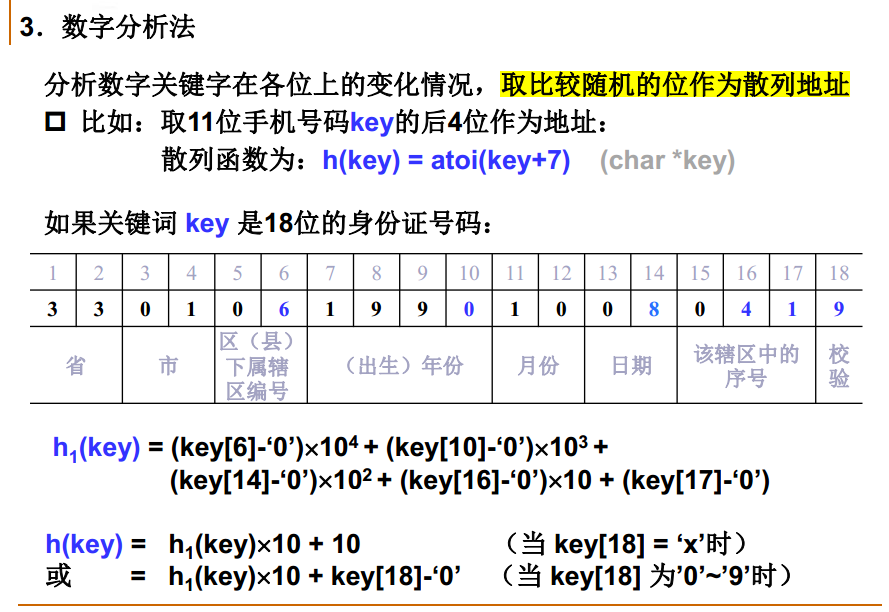 3．数字分析法
分析数字关键字在各位上的变化情况，取比较随机的位作为散列地址
比如：取11位手机号码key的后4位作为地址：
散列函数为：h(key) = atoi(key+7) (char *key)
如果关键词 key 是18位的身份证号码：
1 2 3 4 5 6 7 8 9 10 11 12 13 14 15 16 17 18
3 3 0 1 0 6 1 9 9 0 1 0 0 8 0 4 1 9
省 市 区（县）下属辖区编号 （出生）年份 月份 日期 该辖区中的序号 校验
h₁(key) = (key[6]-‘0’)×10⁴ + (key[10]-‘0’)×10³ +
(key[14]-‘0’)×10² + (key[16]-‘0’)×10 + (key[17]-‘0’)
h(key) = h₁(key)×10 + 10 （当 key[18] = ‘x’时）
或 = h₁(key)×10 + key[18]-‘0’ （当 key[18] 为’0’~’9’时）